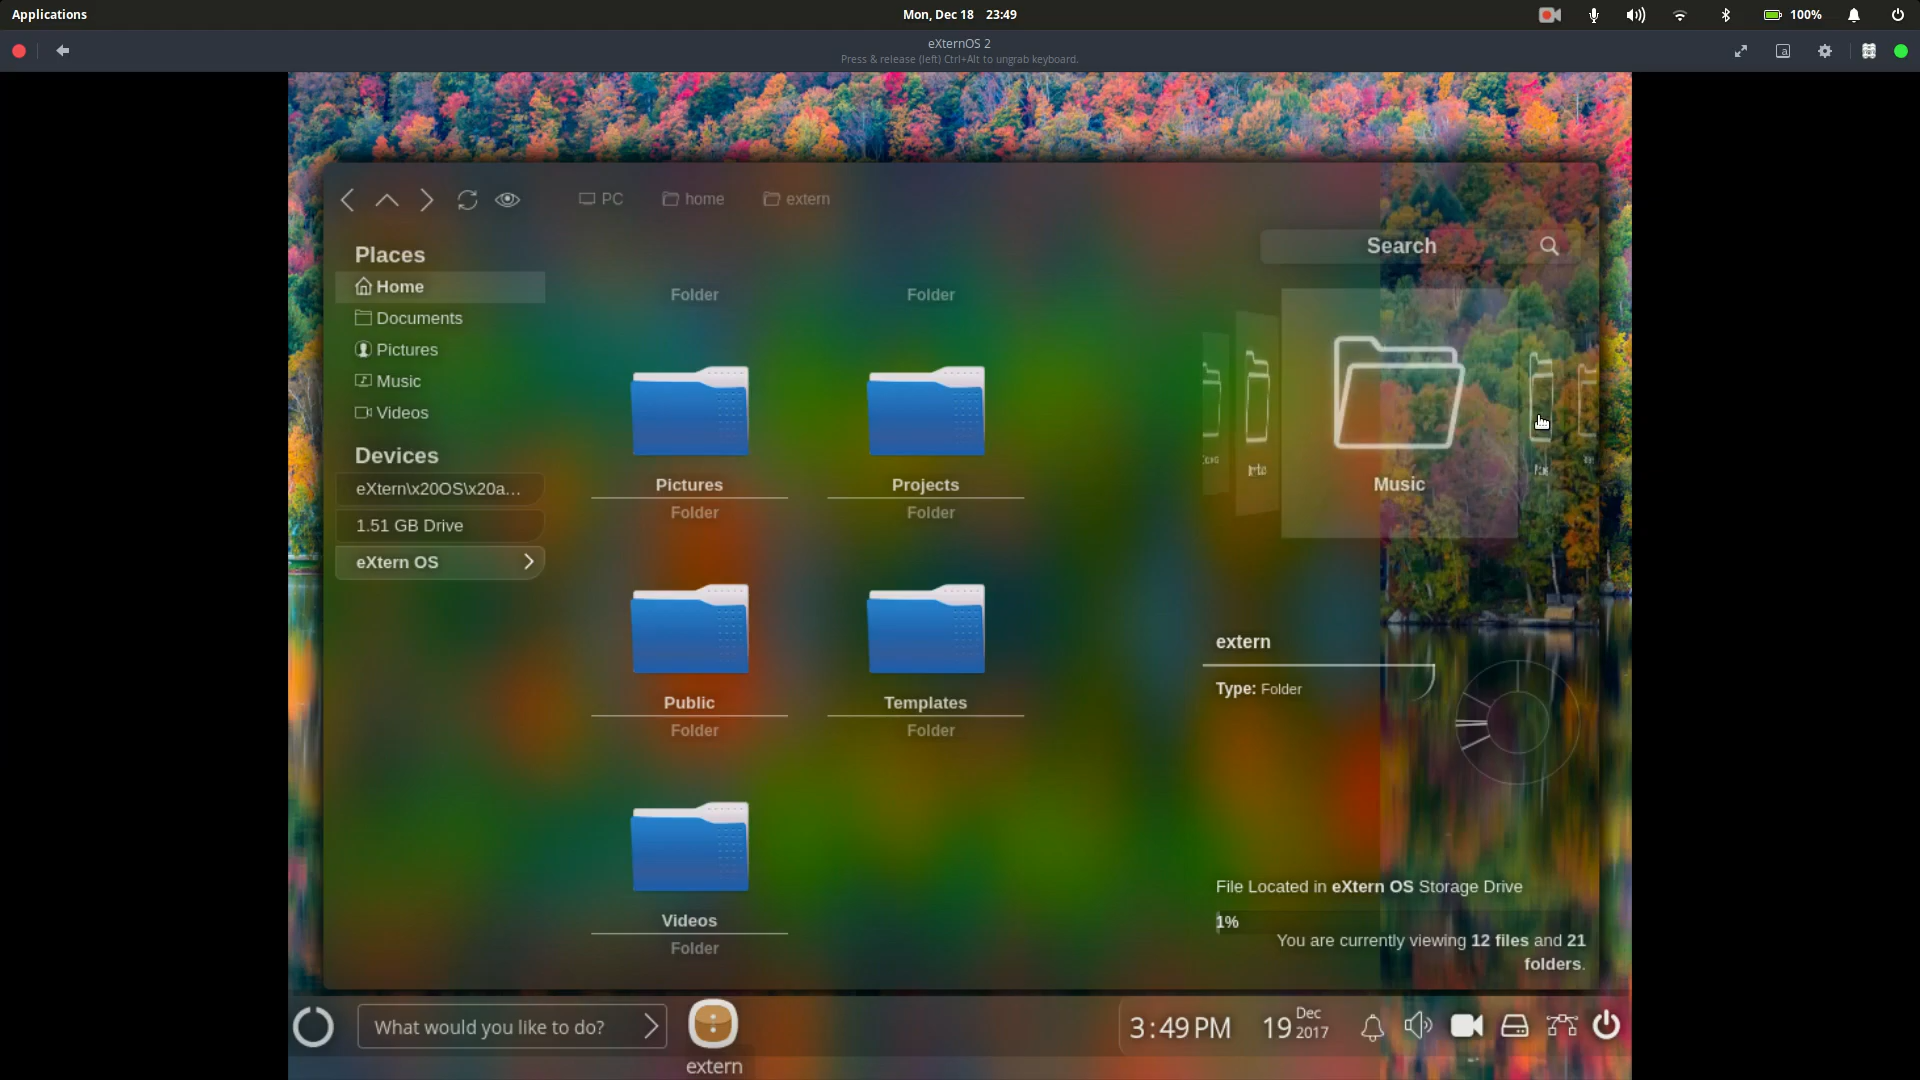 Applications
Mon, Dec 18 23:49
100%
eXternOS 2
Press & release (left) Ctrl+Alt to ungrab keyboard.
a
PC
home
extern
Search
Places
Home
Documents
Pictures
Music
Videos
Devices
eXtern\x20OS\x20a...
1.51 GB Drive
eXtern OS
Folder
Folder
Pictures
Folder
Projects
Folder
Public
Folder
Templates
Folder
Videos
Folder
Music
extern
Type: Folder
File Located in eXtern OS Storage Drive
1%
You are currently viewing 12 files and 21
folders.
What would you like to do?
extern
3:49 PM
19 Dec
2017